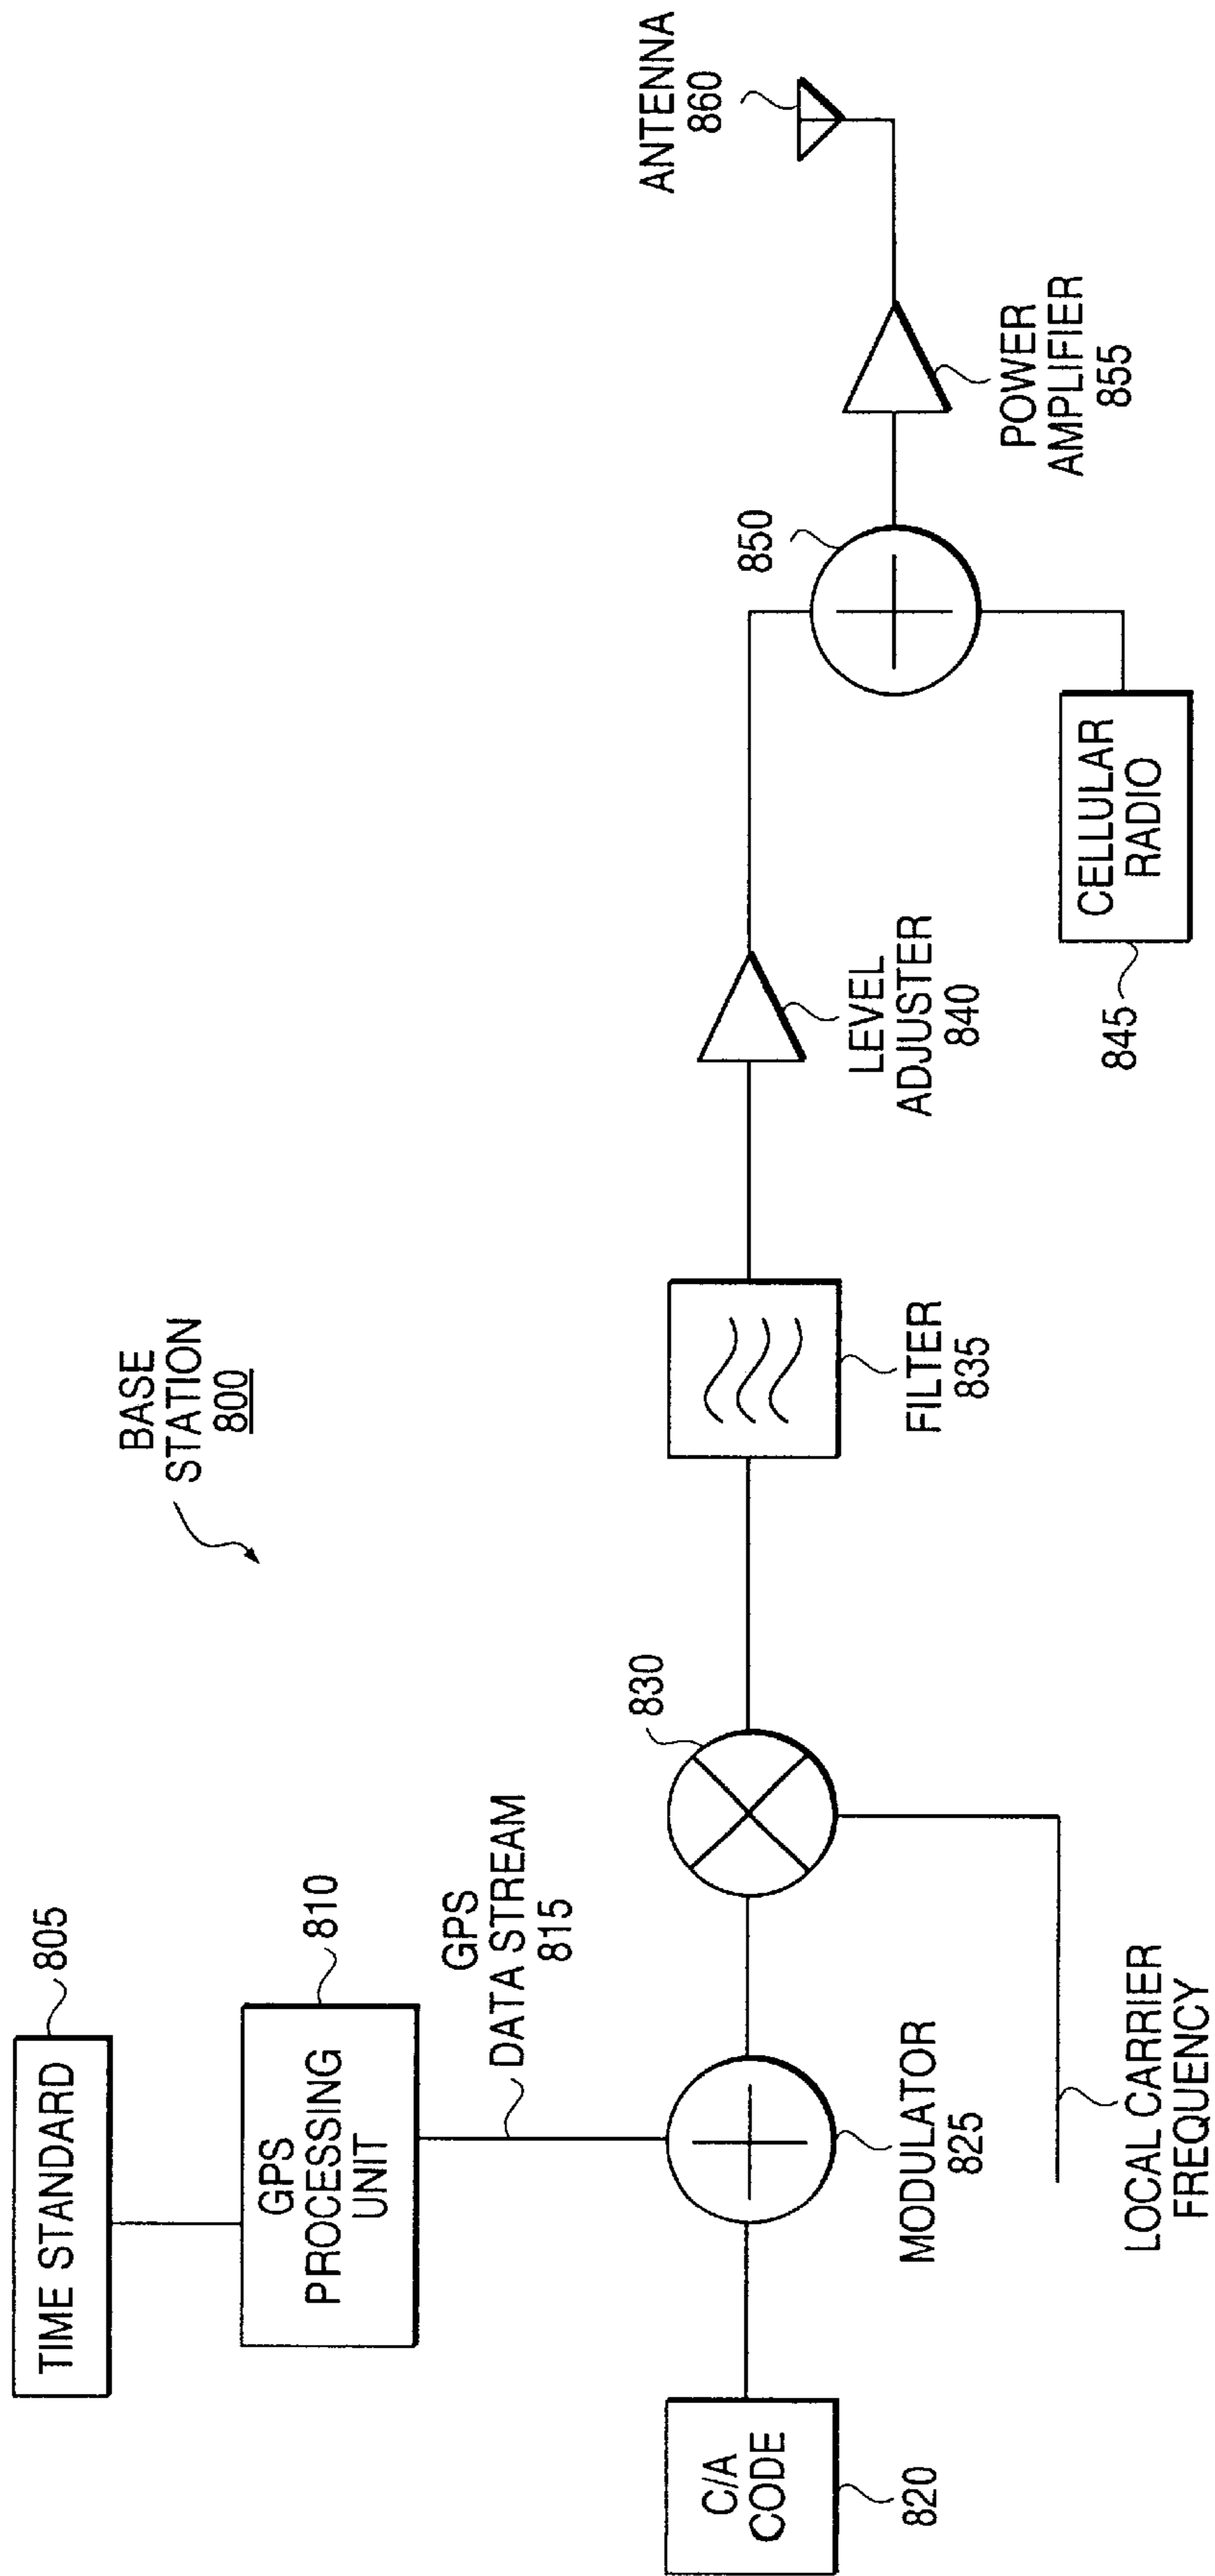 BASE
STATION
800
TIME STANDARD
805
GPS
PROCESSING
UNIT
810
GPS
DATA STREAM
815
C/A
CODE
820
MODULATOR
825
830
LOCAL CARRIER
FREQUENCY
FILTER
835
LEVEL
ADJUSTER
840
CELLULAR
RADIO
845
850
POWER
AMPLIFIER
855
ANTENNA
860